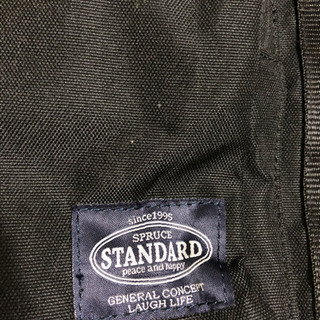 since1995
SPRUCE
STANDARD
peace and happy
GENERAL CONCEPT
LAUGH LIFE